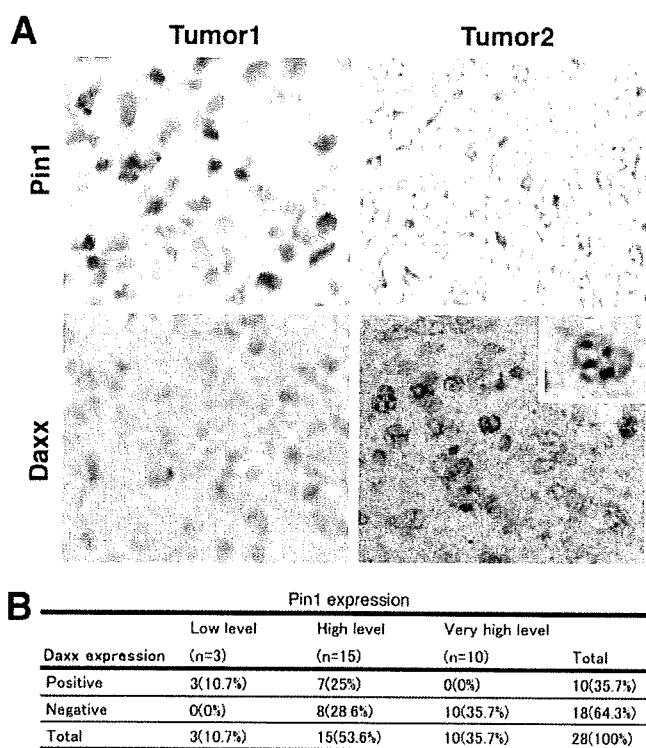 A
Tumor1 Tumor2
Pin1
Daxx
B
Pin1 expression
Low level High level Very high level
Daxx expression (n=3) (n=15) (n=10) Total
Positive 3(10.7%) 7(25%) 0(0%) 10(35.7%)
Negative 0(0%) 8(28.6%) 10(35.7%) 18(64.3%)
Total 3(10.7%) 15(53.6%) 10(35.7%) 28(100%)